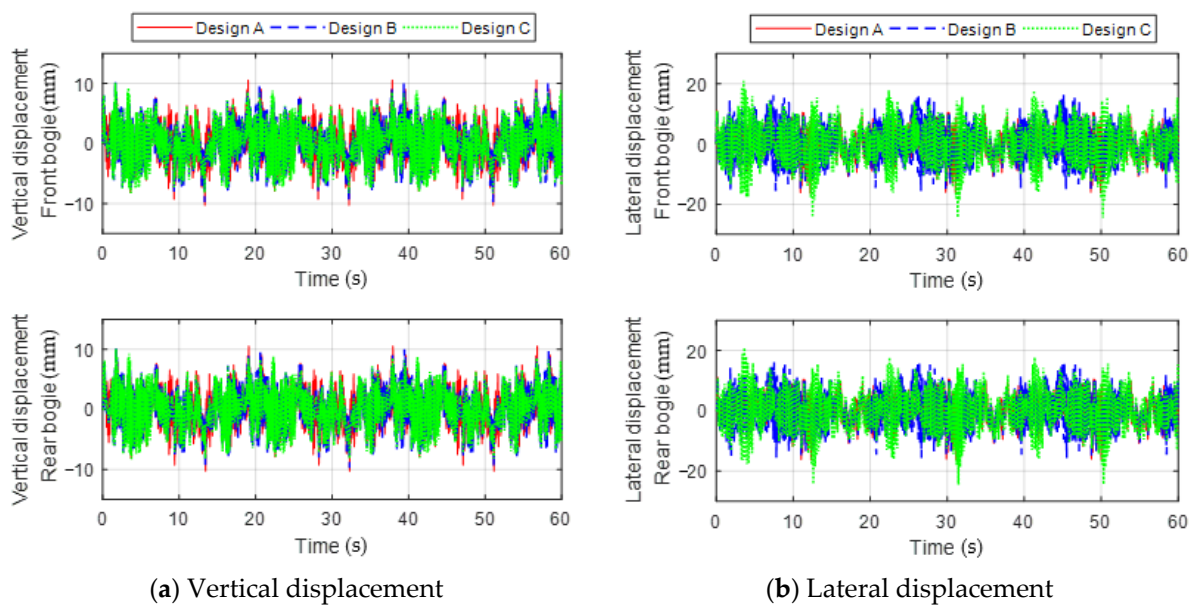 Design A Design B Design C
Vertical displacement
Front bogie (mm)
10
0
−10
0 10 20 30 40 50 60
Time (s)
Vertical displacement
Rear bogie (mm)
10
0
−10
0 10 20 30 40 50 60
Time (s)
(a) Vertical displacement
Design A Design B Design C
Lateral displacement
Front bogie (mm)
20
0
−20
0 10 20 30 40 50 60
Time (s)
Lateral displacement
Rear bogie (mm)
20
0
−20
0 10 20 30 40 50 60
Time (s)
(b) Lateral displacement